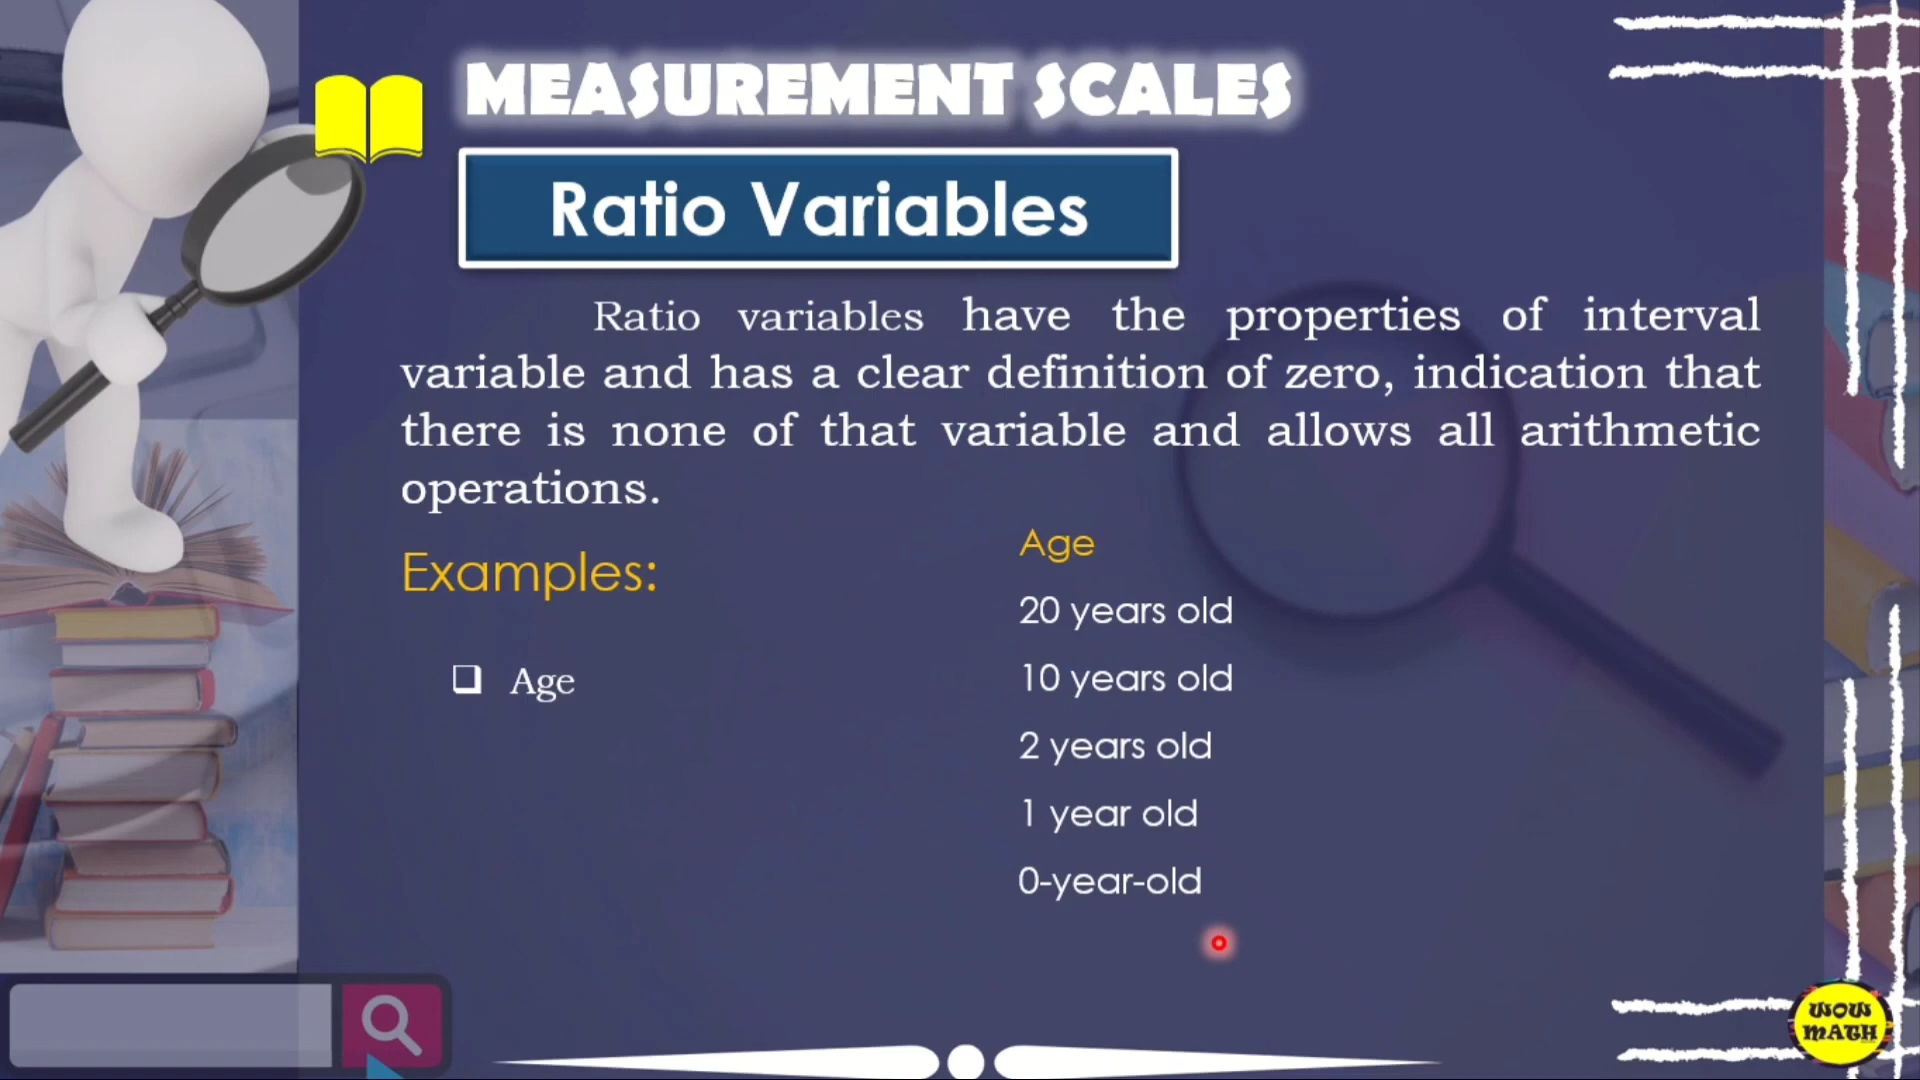 MEASUREMENT SCALES
Ratio Variables
Ratio variables have the properties of interval
variable and has a clear definition of zero, indication that
there is none of that variable and allows all arithmetic
operations.
Examples:
Age
Age
20 years old
10 years old
2 years old
1 year old
0-year-old
WOW
MATH